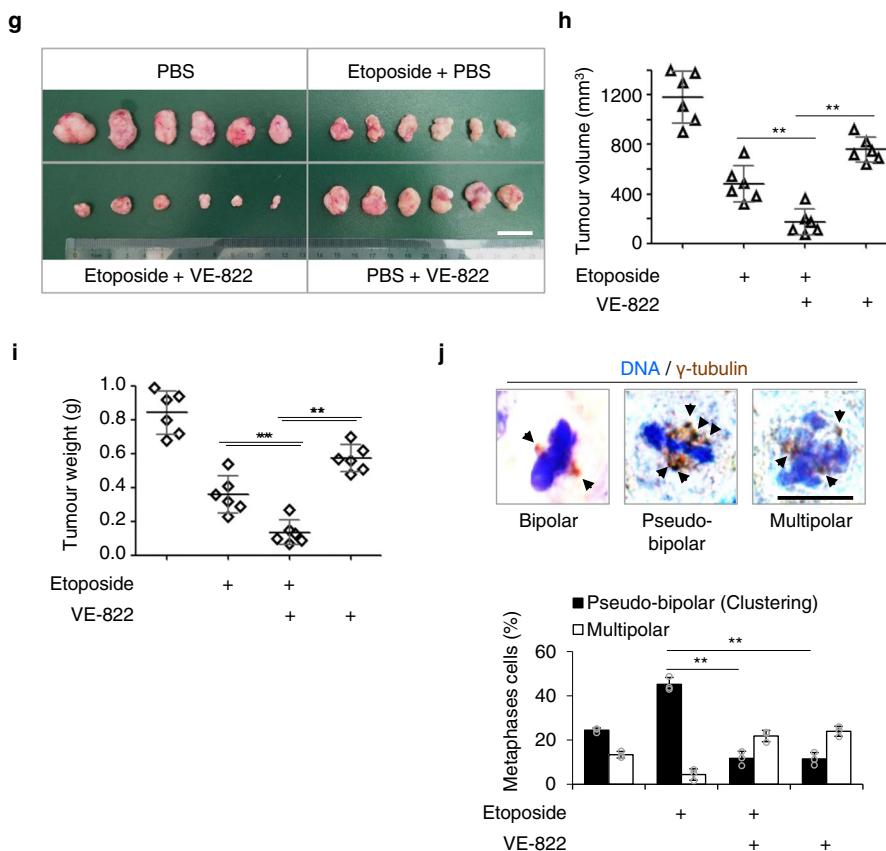 g
PBS
Etoposide + PBS
Etoposide + VE-822
PBS + VE-822
h
Tumour volume (mm³)
1200
800
400
0
**
**
Etoposide + +
VE-822 + +
i
Tumour weight (g)
1.0
0.8
0.6
0.4
0.2
0.0
**
**
Etoposide + +
VE-822 + +
j
DNA / γ-tubulin
Bipolar
Pseudo-
bipolar
Multipolar
Pseudo-bipolar (Clustering)
Multipolar
Metaphases cells (%)
60
40
20
0
**
**
Etoposide + +
VE-822 + +